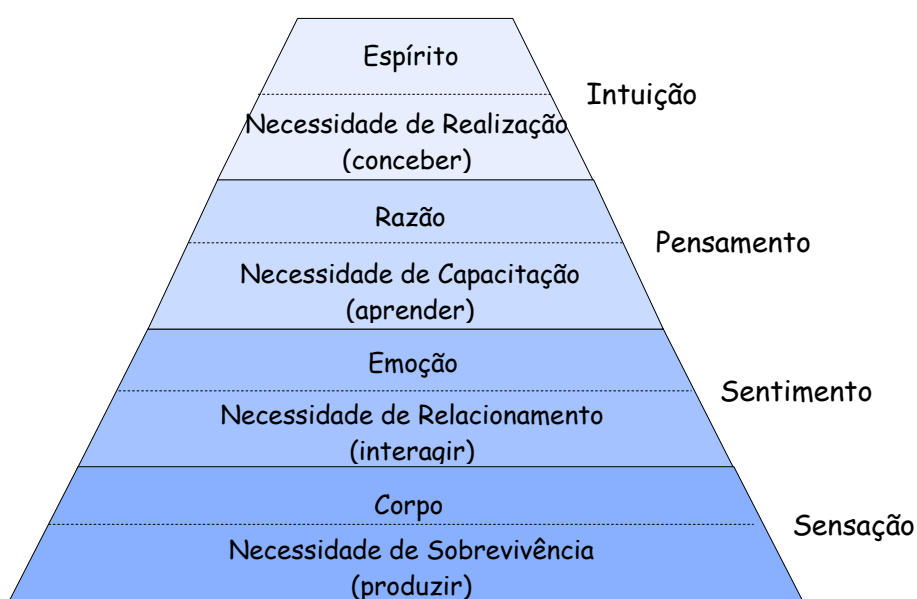 Espírito
Intuição
Necessidade de Realização
(conceber)
Razão
Pensamento
Necessidade de Capacitação
(aprender)
Emoção
Sentimento
Necessidade de Relacionamento
(interagir)
Corpo
Sensação
Necessidade de Sobrevivência
(produzir)